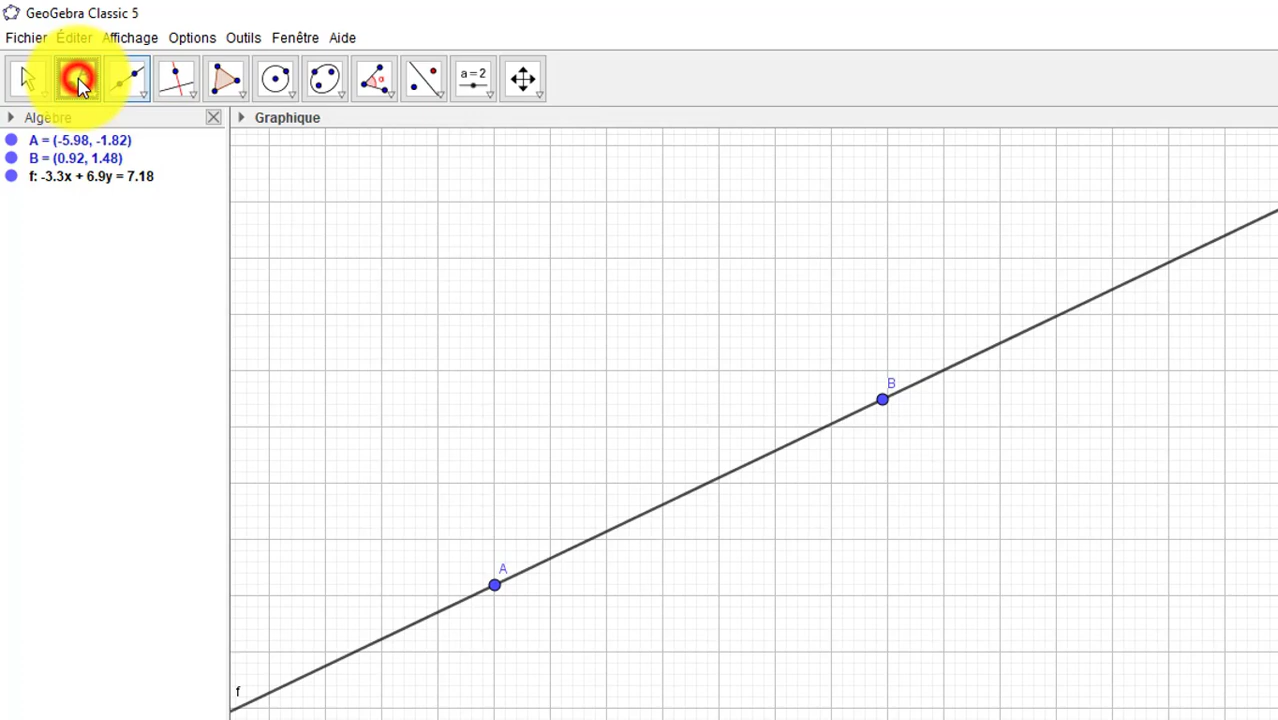 GeoGebra Classic 5
Fichier Éditer Affichage Options Outils Fenêtre Aide
α
a = 2
Algèbre
Graphique
A = (-5.98, -1.82)
B = (0.92, 1.48)
f: -3.3x + 6.9y = 7.18
B
A
f